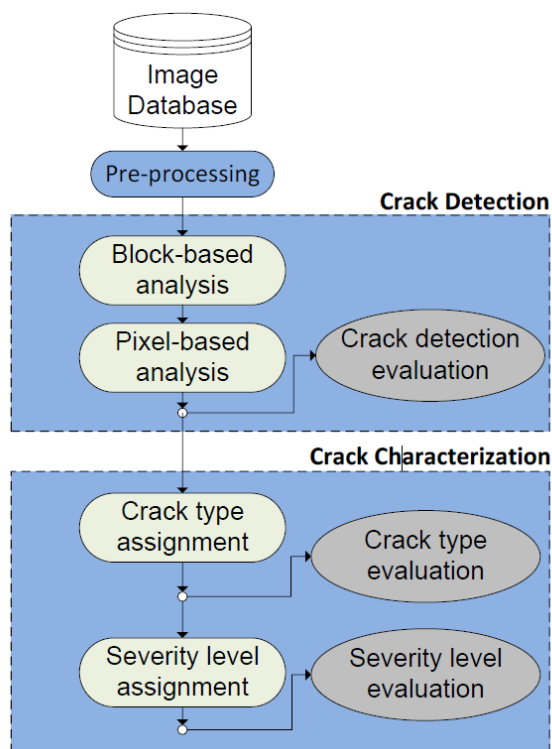 Image
Database
Pre-processing
Crack Detection
Block-based
analysis
Pixel-based
analysis
Crack detection
evaluation
Crack Characterization
Crack type
assignment
Crack type
evaluation
Severity level
assignment
Severity level
evaluation